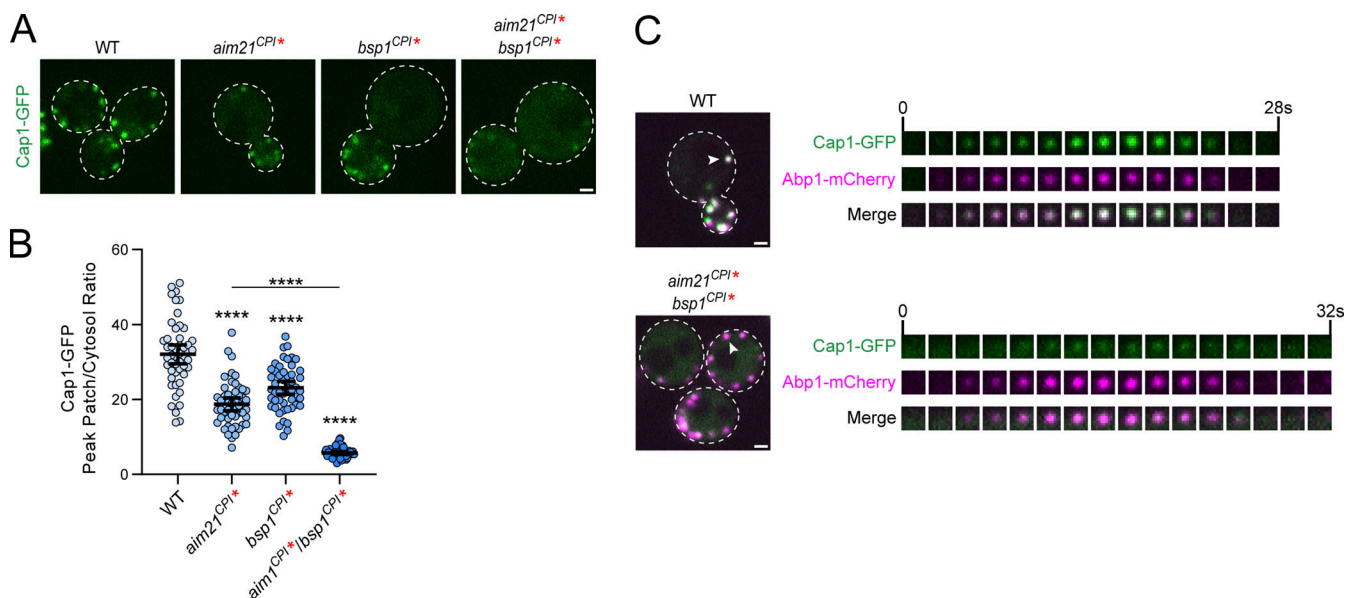 A
WT
aim21CPI*
bsp1CPI*
aim21CPI*
bsp1CPI*
Cap1-GFP
B
Cap1-GFP
Peak Patch/Cytosol Ratio
60
40
20
0
****
****
****
****
WT
aim21CPI*
bsp1CPI*
aim1CPI*/bsp1CPI*
C
WT
0
28s
Cap1-GFP
Abp1-mCherry
Merge
aim21CPI*
bsp1CPI*
0
32s
Cap1-GFP
Abp1-mCherry
Merge